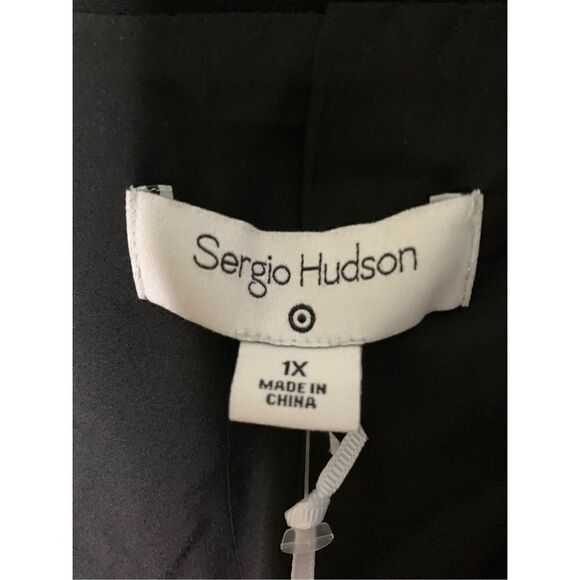 Sergio Hudson
1X
MADE IN
CHINA